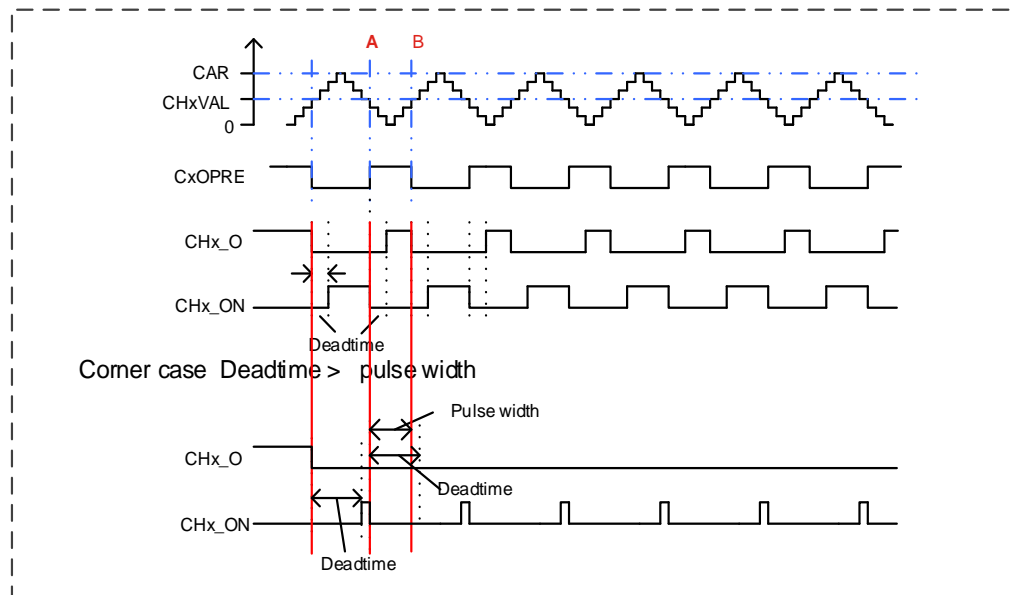 A B
CAR
CHxVAL
0
CxOPRE
CHx_O
CHx_ON
Deadtime
Corner case Deadtime > pulse width
Pulse width
CHx_O
Deadtime
CHx_ON
Deadtime